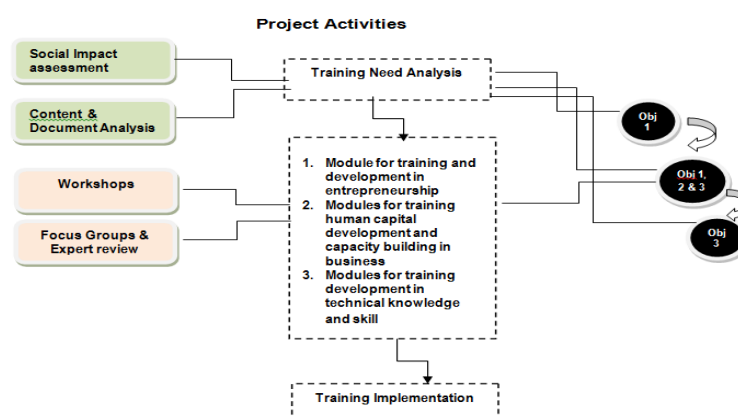 Project Activities
Social Impact
assessment
Training Need Analysis
Content &
Document Analysis
Obj
1
1. Module for training and
development in
entrepreneurship
2. Modules for training
human capital
development and
capacity building in
business
3. Modules for training
development in
technical knowledge
and skill
Workshops
Obj 1,
2 & 3
Focus Groups &
Expert review
Obj
3
Training Implementation